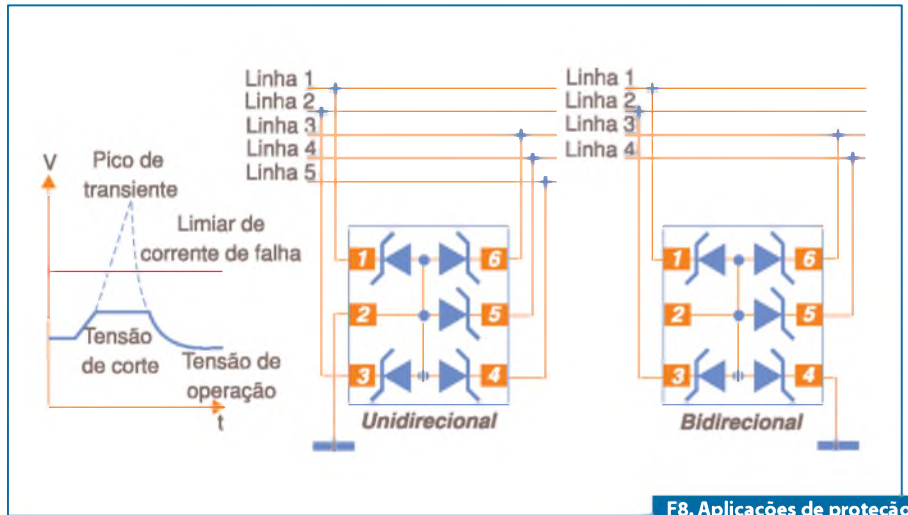 Linha 1
Linha 2
Linha 3
Linha 4
Linha 5
Linha 1
Linha 2
Linha 3
Linha 4
V
Pico de
transiente
Limiar de
corrente de falha
Tensão
de corte
Tensão de
operação
t
1
2
3
6
5
4
Unidirecional
1
2
3
6
5
4
Bidirecional
F8. Aplicações de proteção